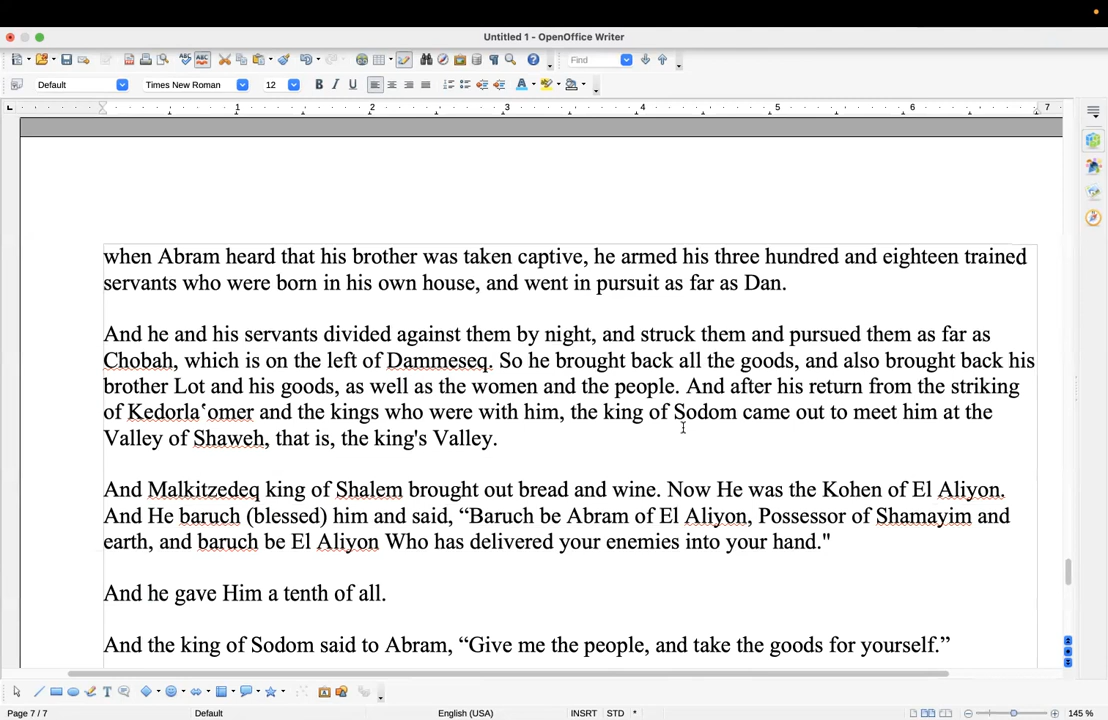 Untitled 1 - OpenOffice Writer
Find
Default
Times New Roman
12
B I U
1 2 3 4 5 6 7
when Abram heard that his brother was taken captive, he armed his three hundred and eighteen trained
servants who were born in his own house, and went in pursuit as far as Dan.
And he and his servants divided against them by night, and struck them and pursued them as far as
Chobah, which is on the left of Dammeseq. So he brought back all the goods, and also brought back his
brother Lot and his goods, as well as the women and the people. And after his return from the striking
of Kedorlaʽomer and the kings who were with him, the king of Sodom came out to meet him at the
Valley of Shaweh, that is, the king's Valley.
And Malkitzedeq king of Shalem brought out bread and wine. Now He was the Kohen of El Aliyon.
And He baruch (blessed) him and said, “Baruch be Abram of El Aliyon, Possessor of Shamayim and
earth, and baruch be El Aliyon Who has delivered your enemies into your hand."
And he gave Him a tenth of all.
And the king of Sodom said to Abram, “Give me the people, and take the goods for yourself.”
Page 7 / 7
Default
English (USA)
INSRT
STD
*
145 %